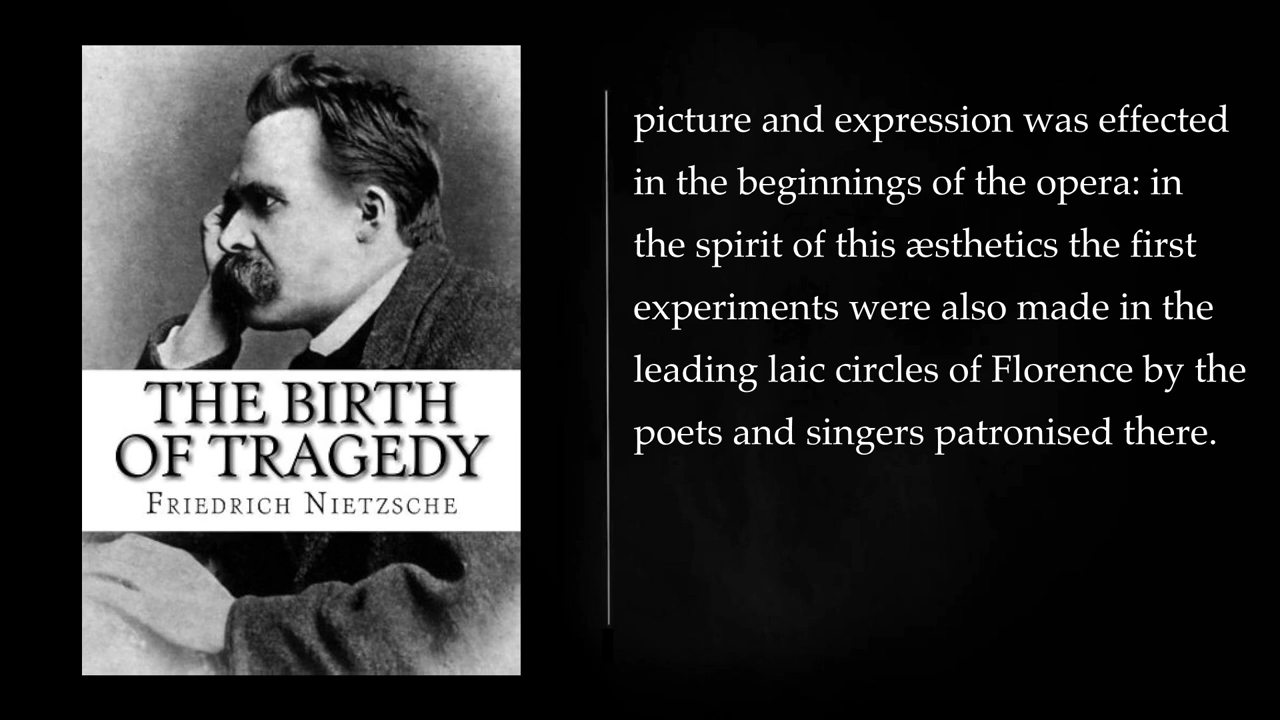 THE BIRTH
OF TRAGEDY
FRIEDRICH NIETZSCHE
picture and expression was effected
in the beginnings of the opera: in
the spirit of this æsthetics the first
experiments were also made in the
leading laic circles of Florence by the
poets and singers patronised there.